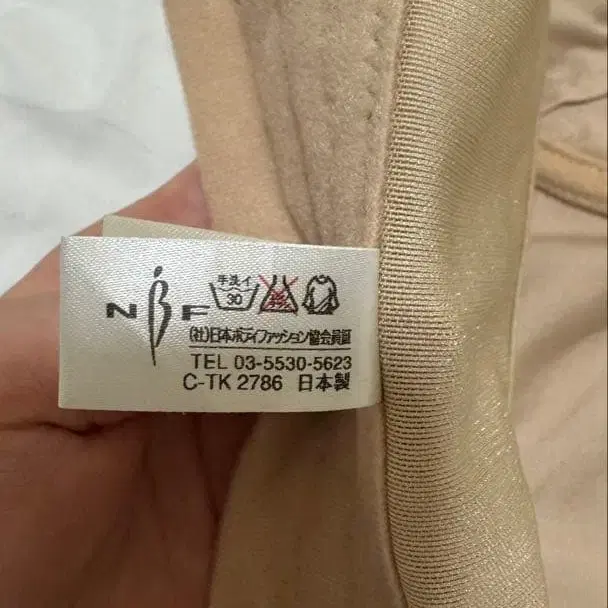 NBF
手洗イ
30
(社)日本ボディファッション協会員証
TEL 03-5530-5623
C-TK 2786 日本製